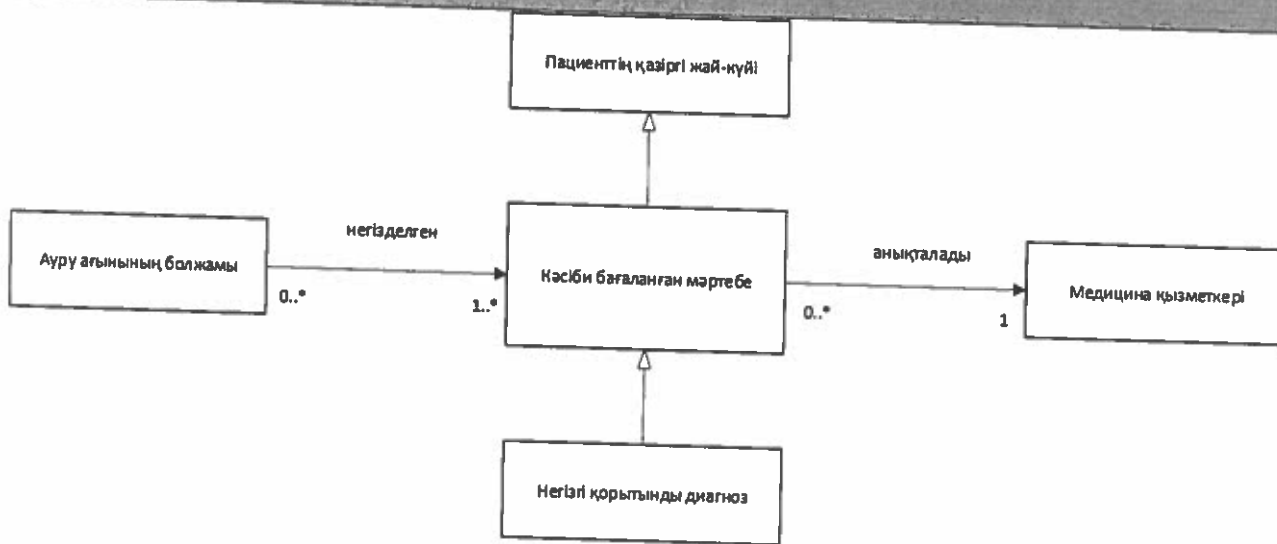 Пациенттің қазіргі жай-күйі
негізделген
анықталады
Ауру ағынының болжамы
Кәсіби бағаланған мәртебе
Медицина қызметкері
0..*
1..*
0..*
1
Негізгі қорытынды диагноз